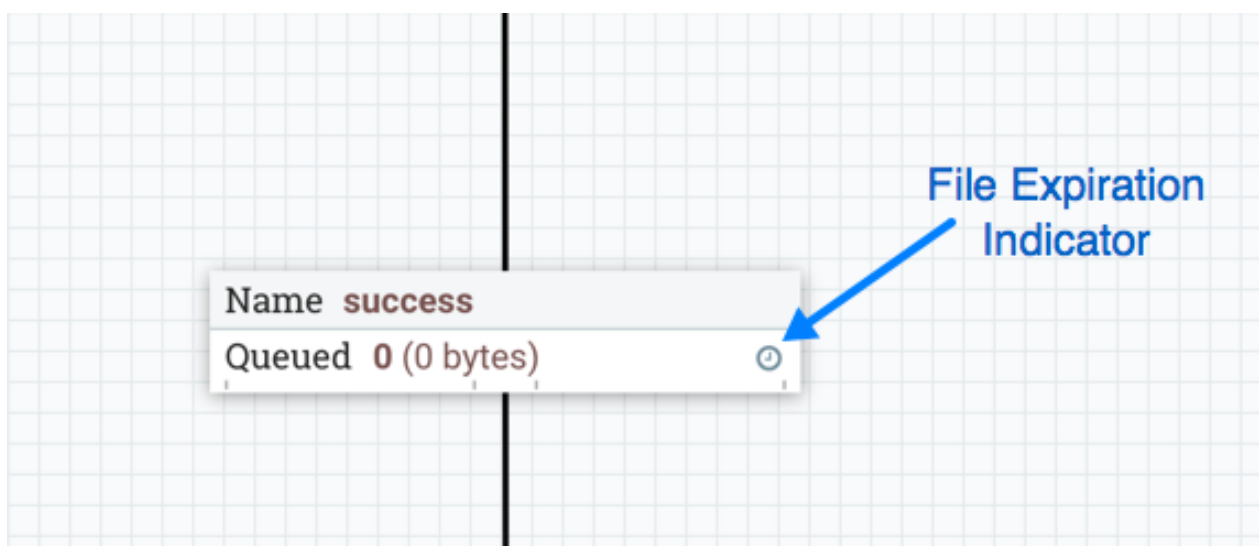 File Expiration
Indicator
Name success
Queued 0 (0 bytes)